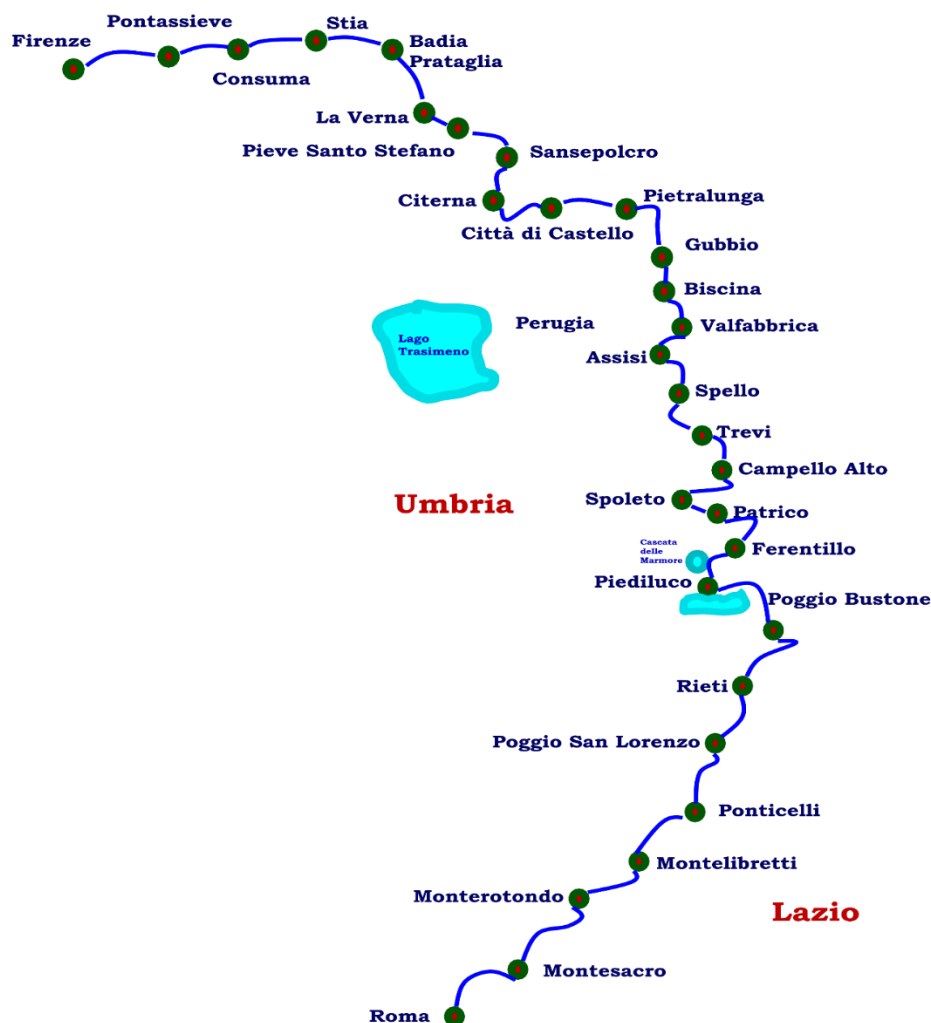 Firenze
Pontassieve
Consuma
Stia
Badia
Prataglia
La Verna
Pieve Santo Stefano
Sansepolcro
Citerna
Città di Castello
Pietralunga
Gubbio
Biscina
Perugia
Valfabbrica
Lago
Trasimeno
Assisi
Spello
Trevi
Campello Alto
Umbria
Spoleto
Patrico
Cascata
delle
Marmore
Ferentillo
Piediluco
Poggio Bustone
Rieti
Poggio San Lorenzo
Ponticelli
Montelibretti
Monterotondo
Lazio
Montesacro
Roma